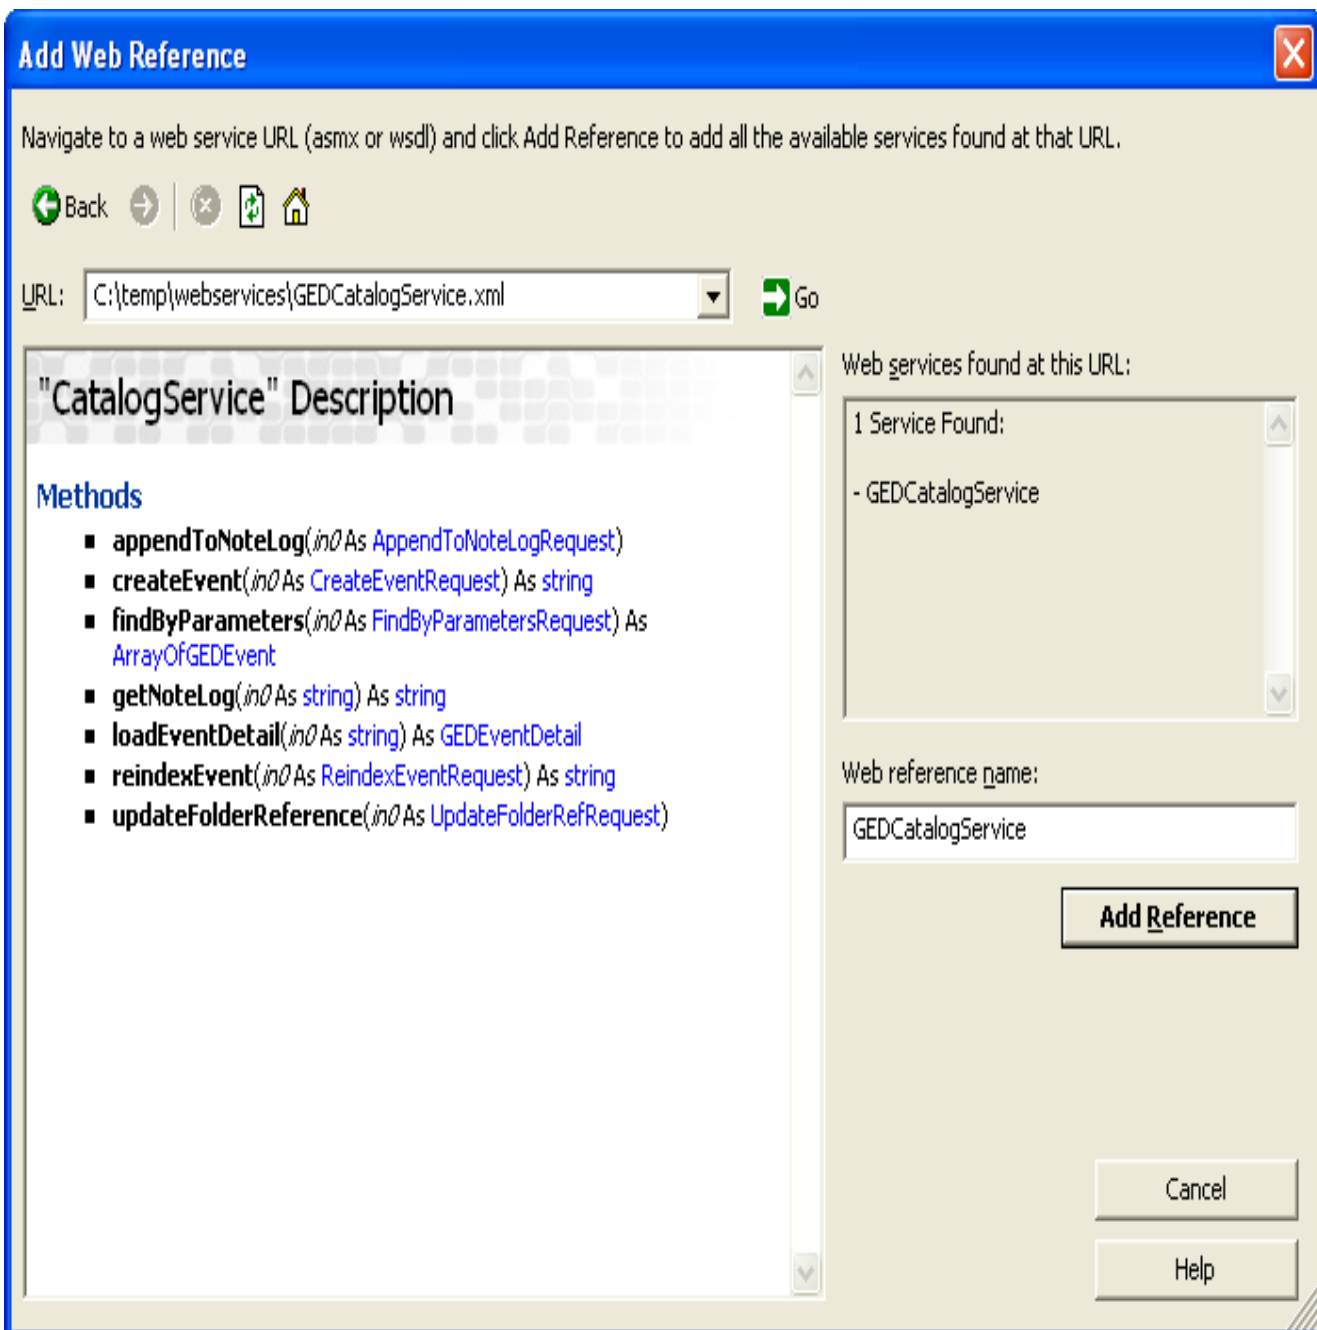 Add Web Reference
Navigate to a web service URL (asmx or wsdl) and click Add Reference to add all the available services found at that URL.
Back
URL: C:\temp\webservices\GEDCatalogService.xml Go
"CatalogService" Description
Methods
appendToNoteLog(in0 As AppendToNoteLogRequest)
createEvent(in0 As CreateEventRequest) As string
findByParameters(in0 As FindByParametersRequest) As
ArrayOfGEDEvent
getNoteLog(in0 As string) As string
loadEventDetail(in0 As string) As GEDEventDetail
reindexEvent(in0 As ReindexEventRequest) As string
updateFolderReference(in0 As UpdateFolderRefRequest)
Web services found at this URL:
1 Service Found:
- GEDCatalogService
Web reference name:
GEDCatalogService
Add Reference
Cancel
Help